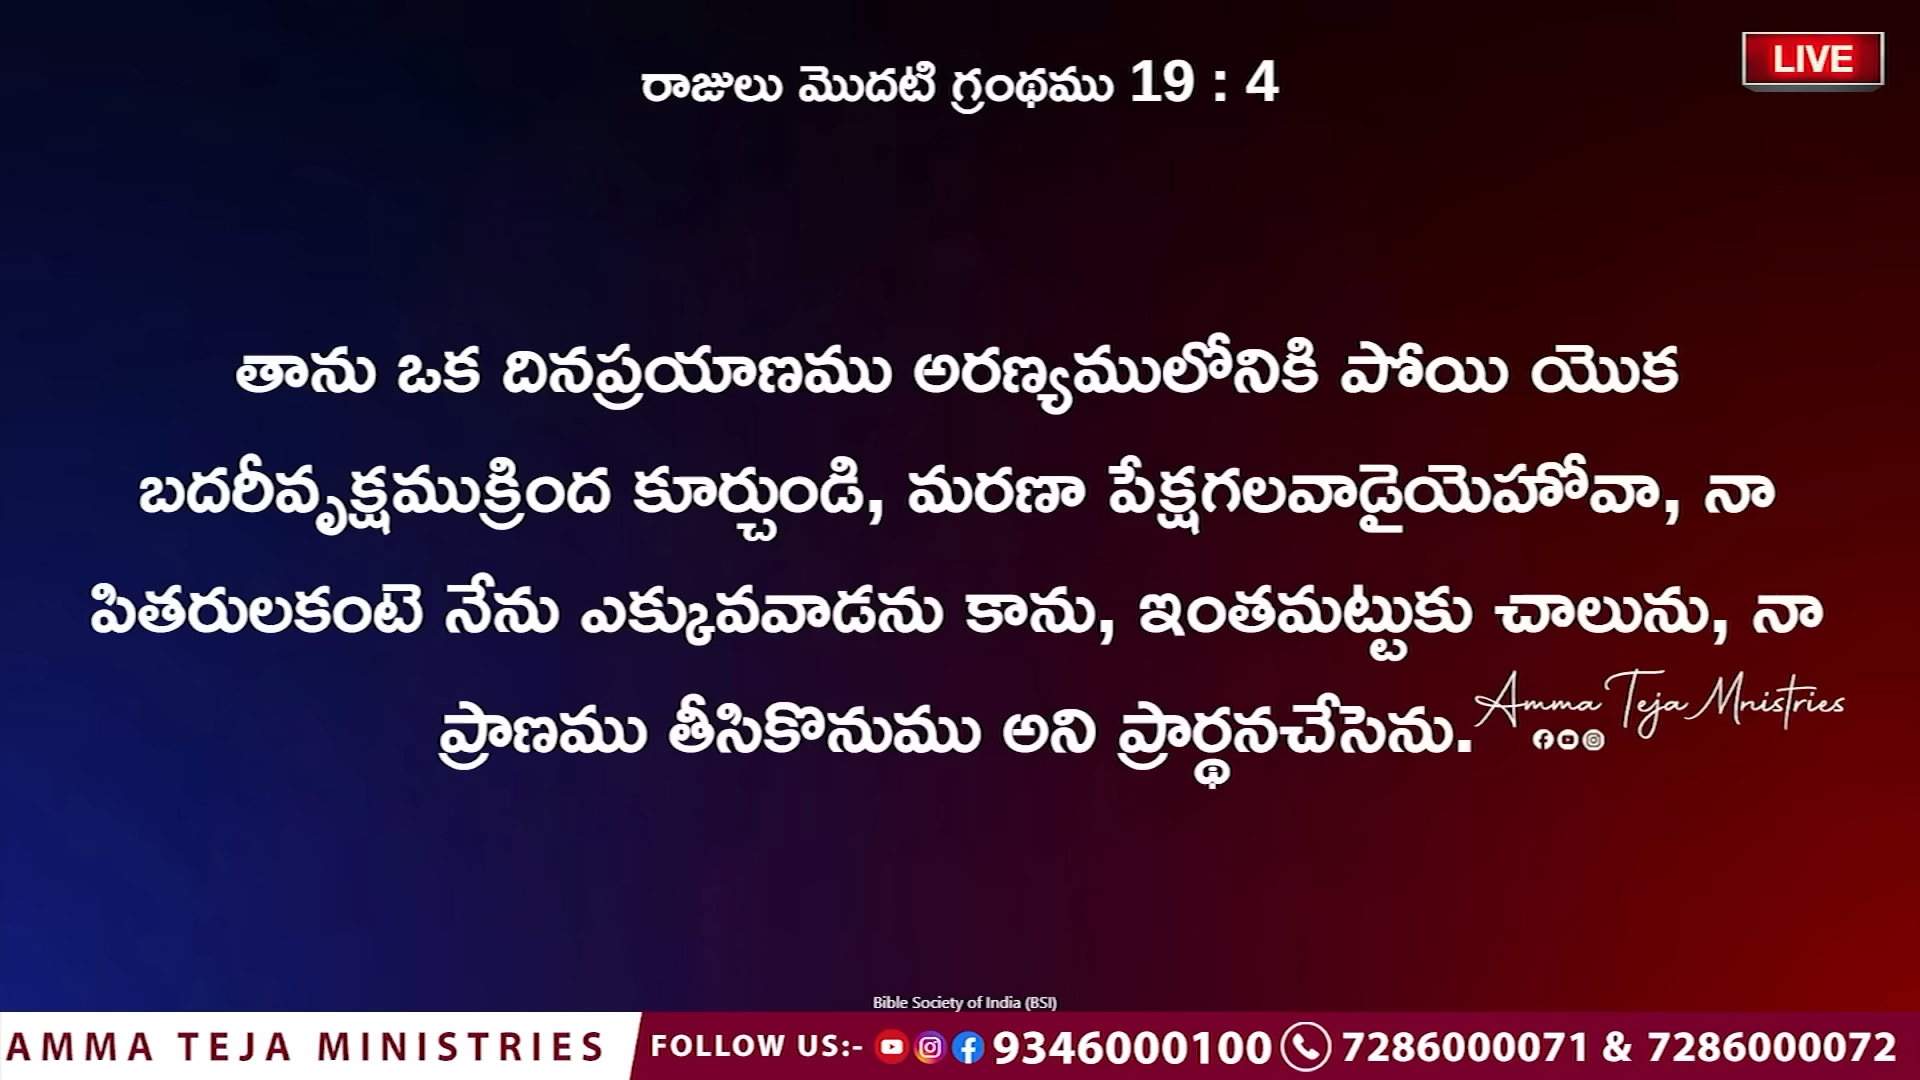 రాజులు మొదటి గ్రంథము 19 : 4
LIVE
తాను ఒక దినప్రయాణము అరణ్యములోనికి పోయి యొక
బదరీవృక్షముక్రింద కూర్చుండి, మరణా పేక్షగలవాడైయెహోవా, నా
పితరులకంటె నేను ఎక్కువవాడను కాను, ఇంతమట్టుకు చాలును, నా
ప్రాణము తీసికొనుము అని ప్రార్థనచేసెను.
Amma Teja Mnistries
Bible Society of India (BSI)
AMMA TEJA MINISTRIES FOLLOW US:- 9346000100 7286000071 & 7286000072